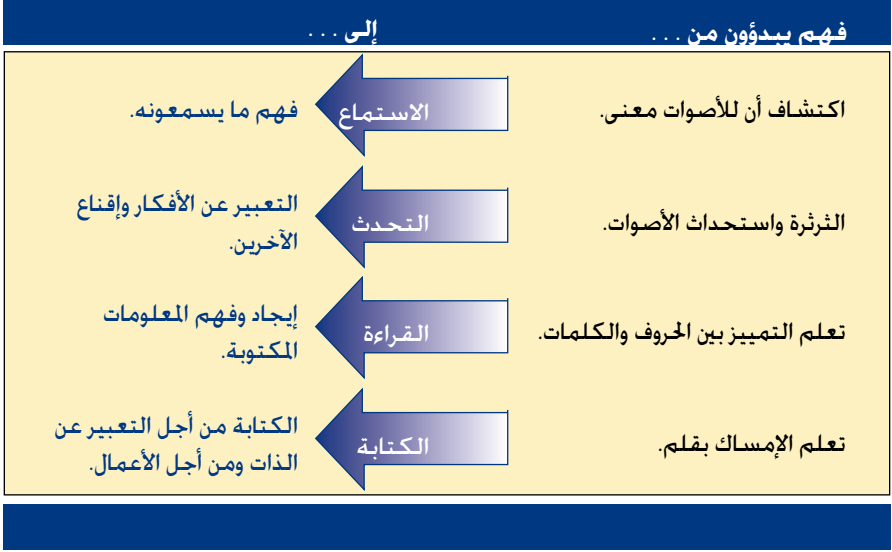 فهم يبدؤون من . . .
إلى . . .
اكتشاف أن للأصوات معنى.
الاستماع
فهم ما يسمعونه.
الثرثرة واستحداث الأصوات.
التحدث
التعبير عن الأفكار وإقناع
الآخرين.
تعلم التمييز بين الحروف والكلمات.
القراءة
إيجاد وفهم المعلومات
المكتوبة.
تعلم الإمساك بقلم.
الكتابة
الكتابة من أجل التعبير عن
الذات ومن أجل الأعمال.